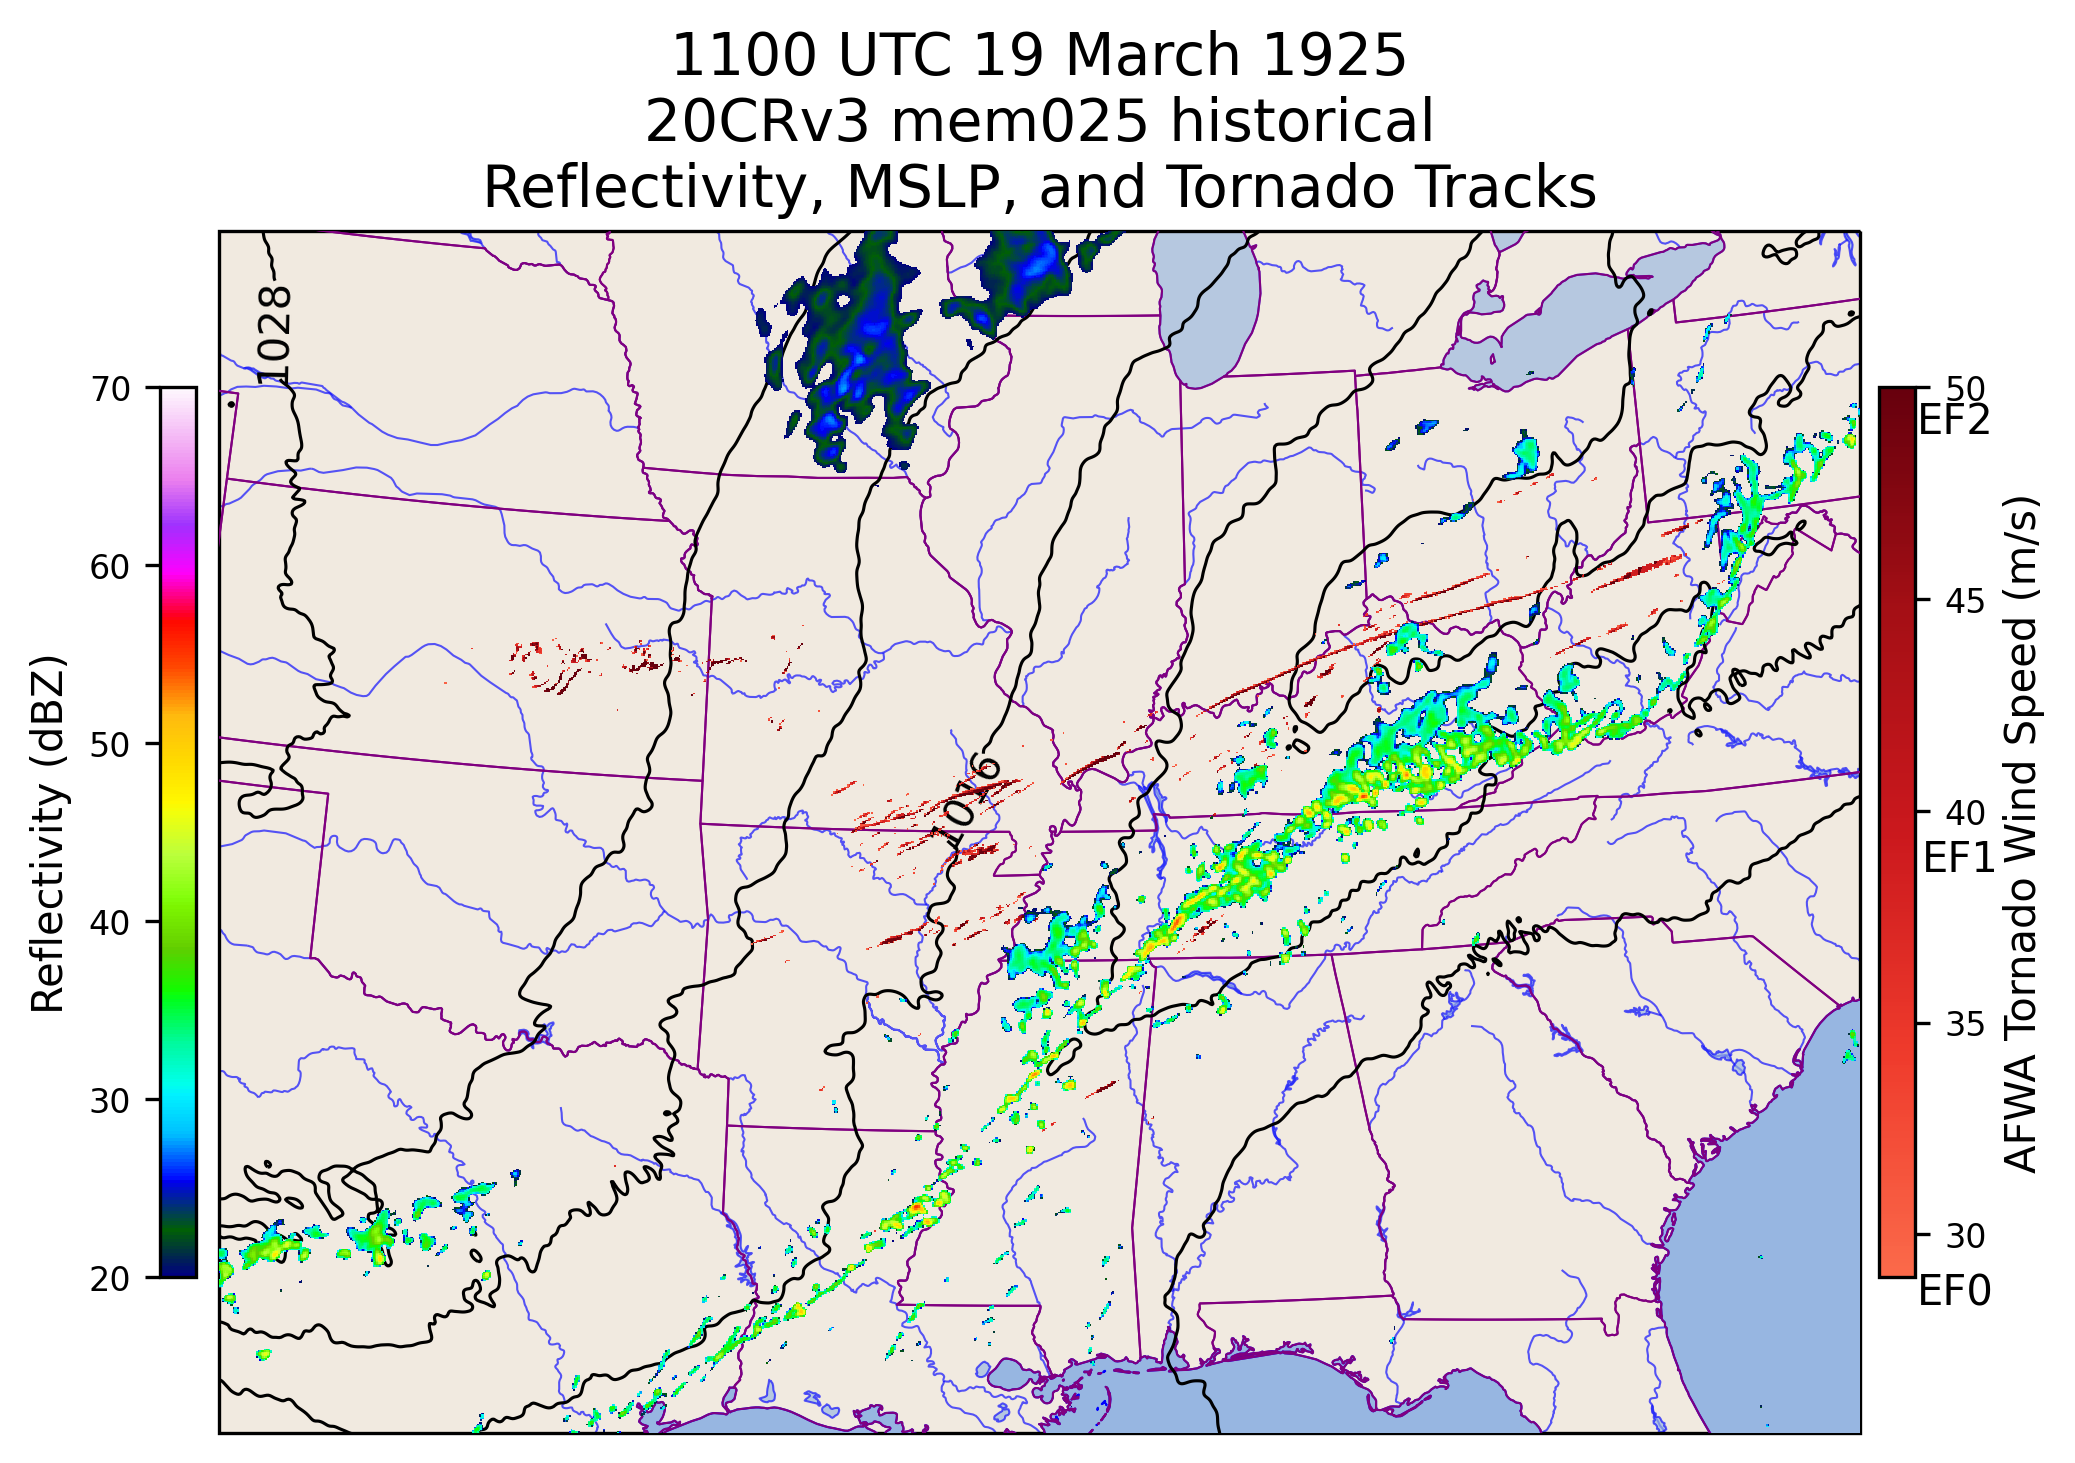 1100 UTC 19 March 1925
20CRv3 mem025 historical
Reflectivity, MSLP, and Tornado Tracks
1028
1016
Reflectivity (dBZ)
70
60
50
40
30
20
50
EF2
45
40
EF1
35
30
EF0
AFWA Tornado Wind Speed (m/s)